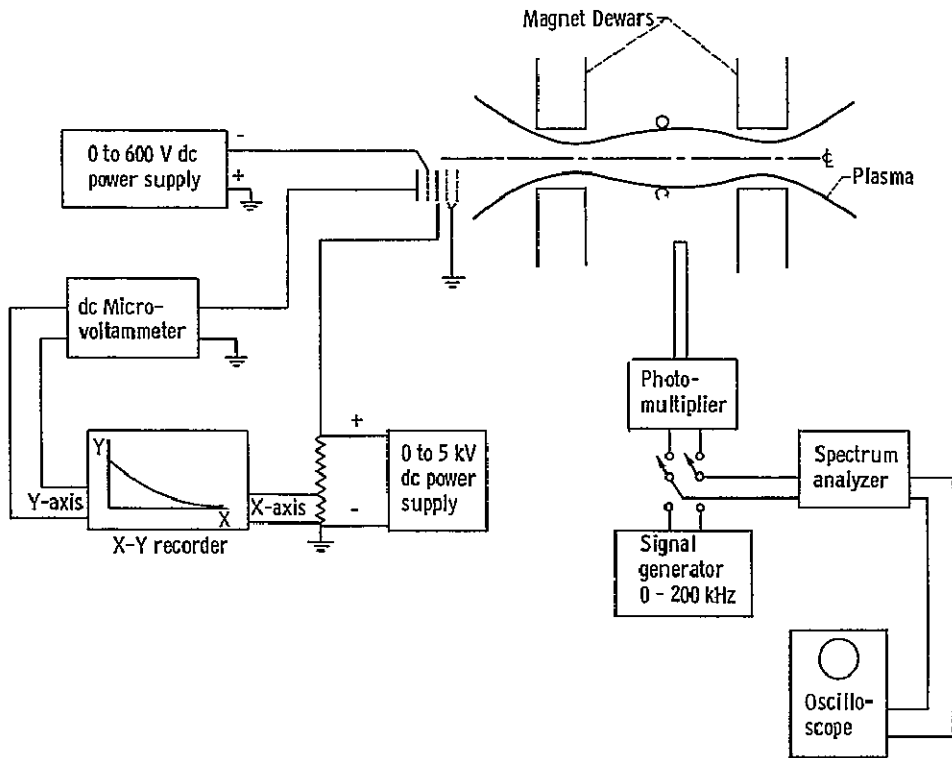 Magnet Dewars
0 to 600 V dc
power supply
-
+
℄
Plasma
dc Micro-
voltammeter
Photo-
multiplier
Y
X
Y-axis
X-axis
X-Y recorder
+
-
0 to 5 kV
dc power
supply
Spectrum
analyzer
Signal
generator
0 - 200 kHz
Oscillo-
scope